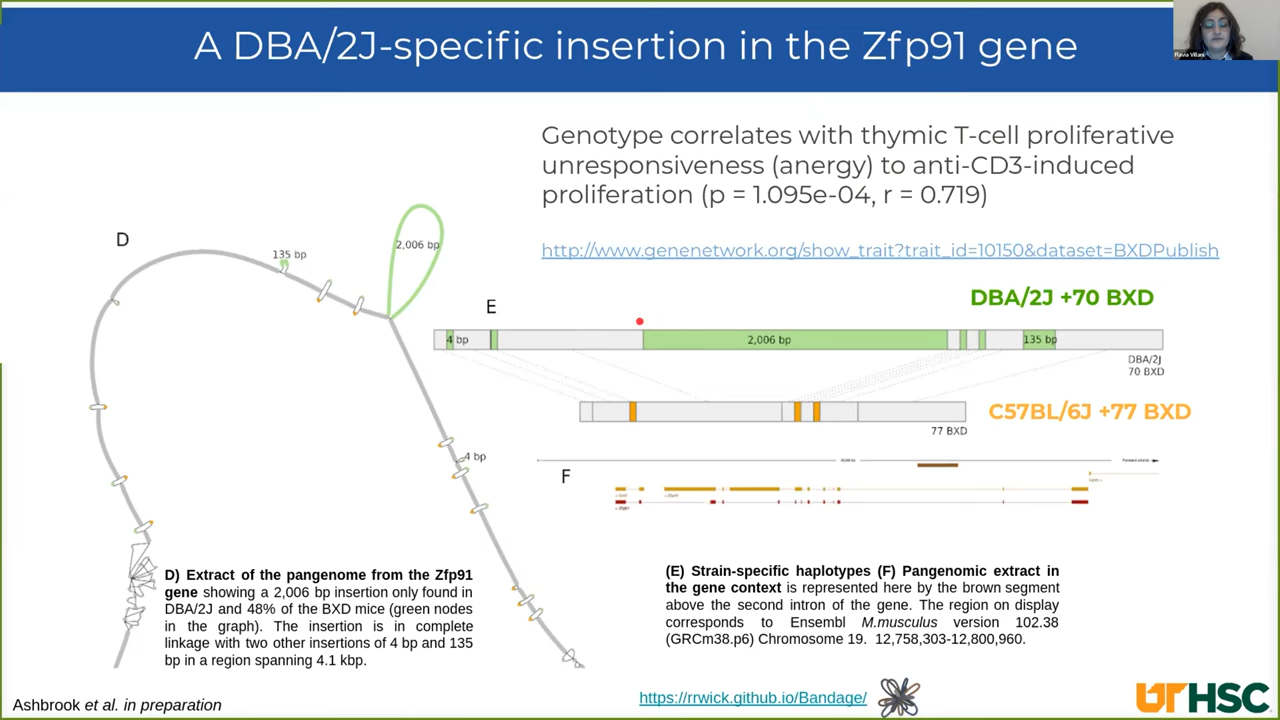 A DBA/2J-specific insertion in the Zfp91 gene
Flavia Villani
Genotype correlates with thymic T-cell proliferative
unresponsiveness (anergy) to anti-CD3-induced
proliferation (p = 1.095e-04, r = 0.719)
http://www.genenetwork.org/show_trait?trait_id=10150&dataset=BXDPublish
D
135 bp
2,006 bp
4 bp
E
DBA/2J +70 BXD
4 bp
2,006 bp
135 bp
DBA/2J
70 BXD
C57BL/6J +77 BXD
77 BXD
F
Forward strand
D) Extract of the pangenome from the Zfp91
gene showing a 2,006 bp insertion only found in
DBA/2J and 48% of the BXD mice (green nodes
in the graph). The insertion is in complete
linkage with two other insertions of 4 bp and 135
bp in a region spanning 4.1 kbp.
(E) Strain-specific haplotypes (F) Pangenomic extract in
the gene context is represented here by the brown segment
above the second intron of the gene. The region on display
corresponds to Ensembl M.musculus version 102.38
(GRCm38.p6) Chromosome 19. 12,758,303-12,800,960.
Ashbrook et al. in preparation
https://rrwick.github.io/Bandage/
UTHSC